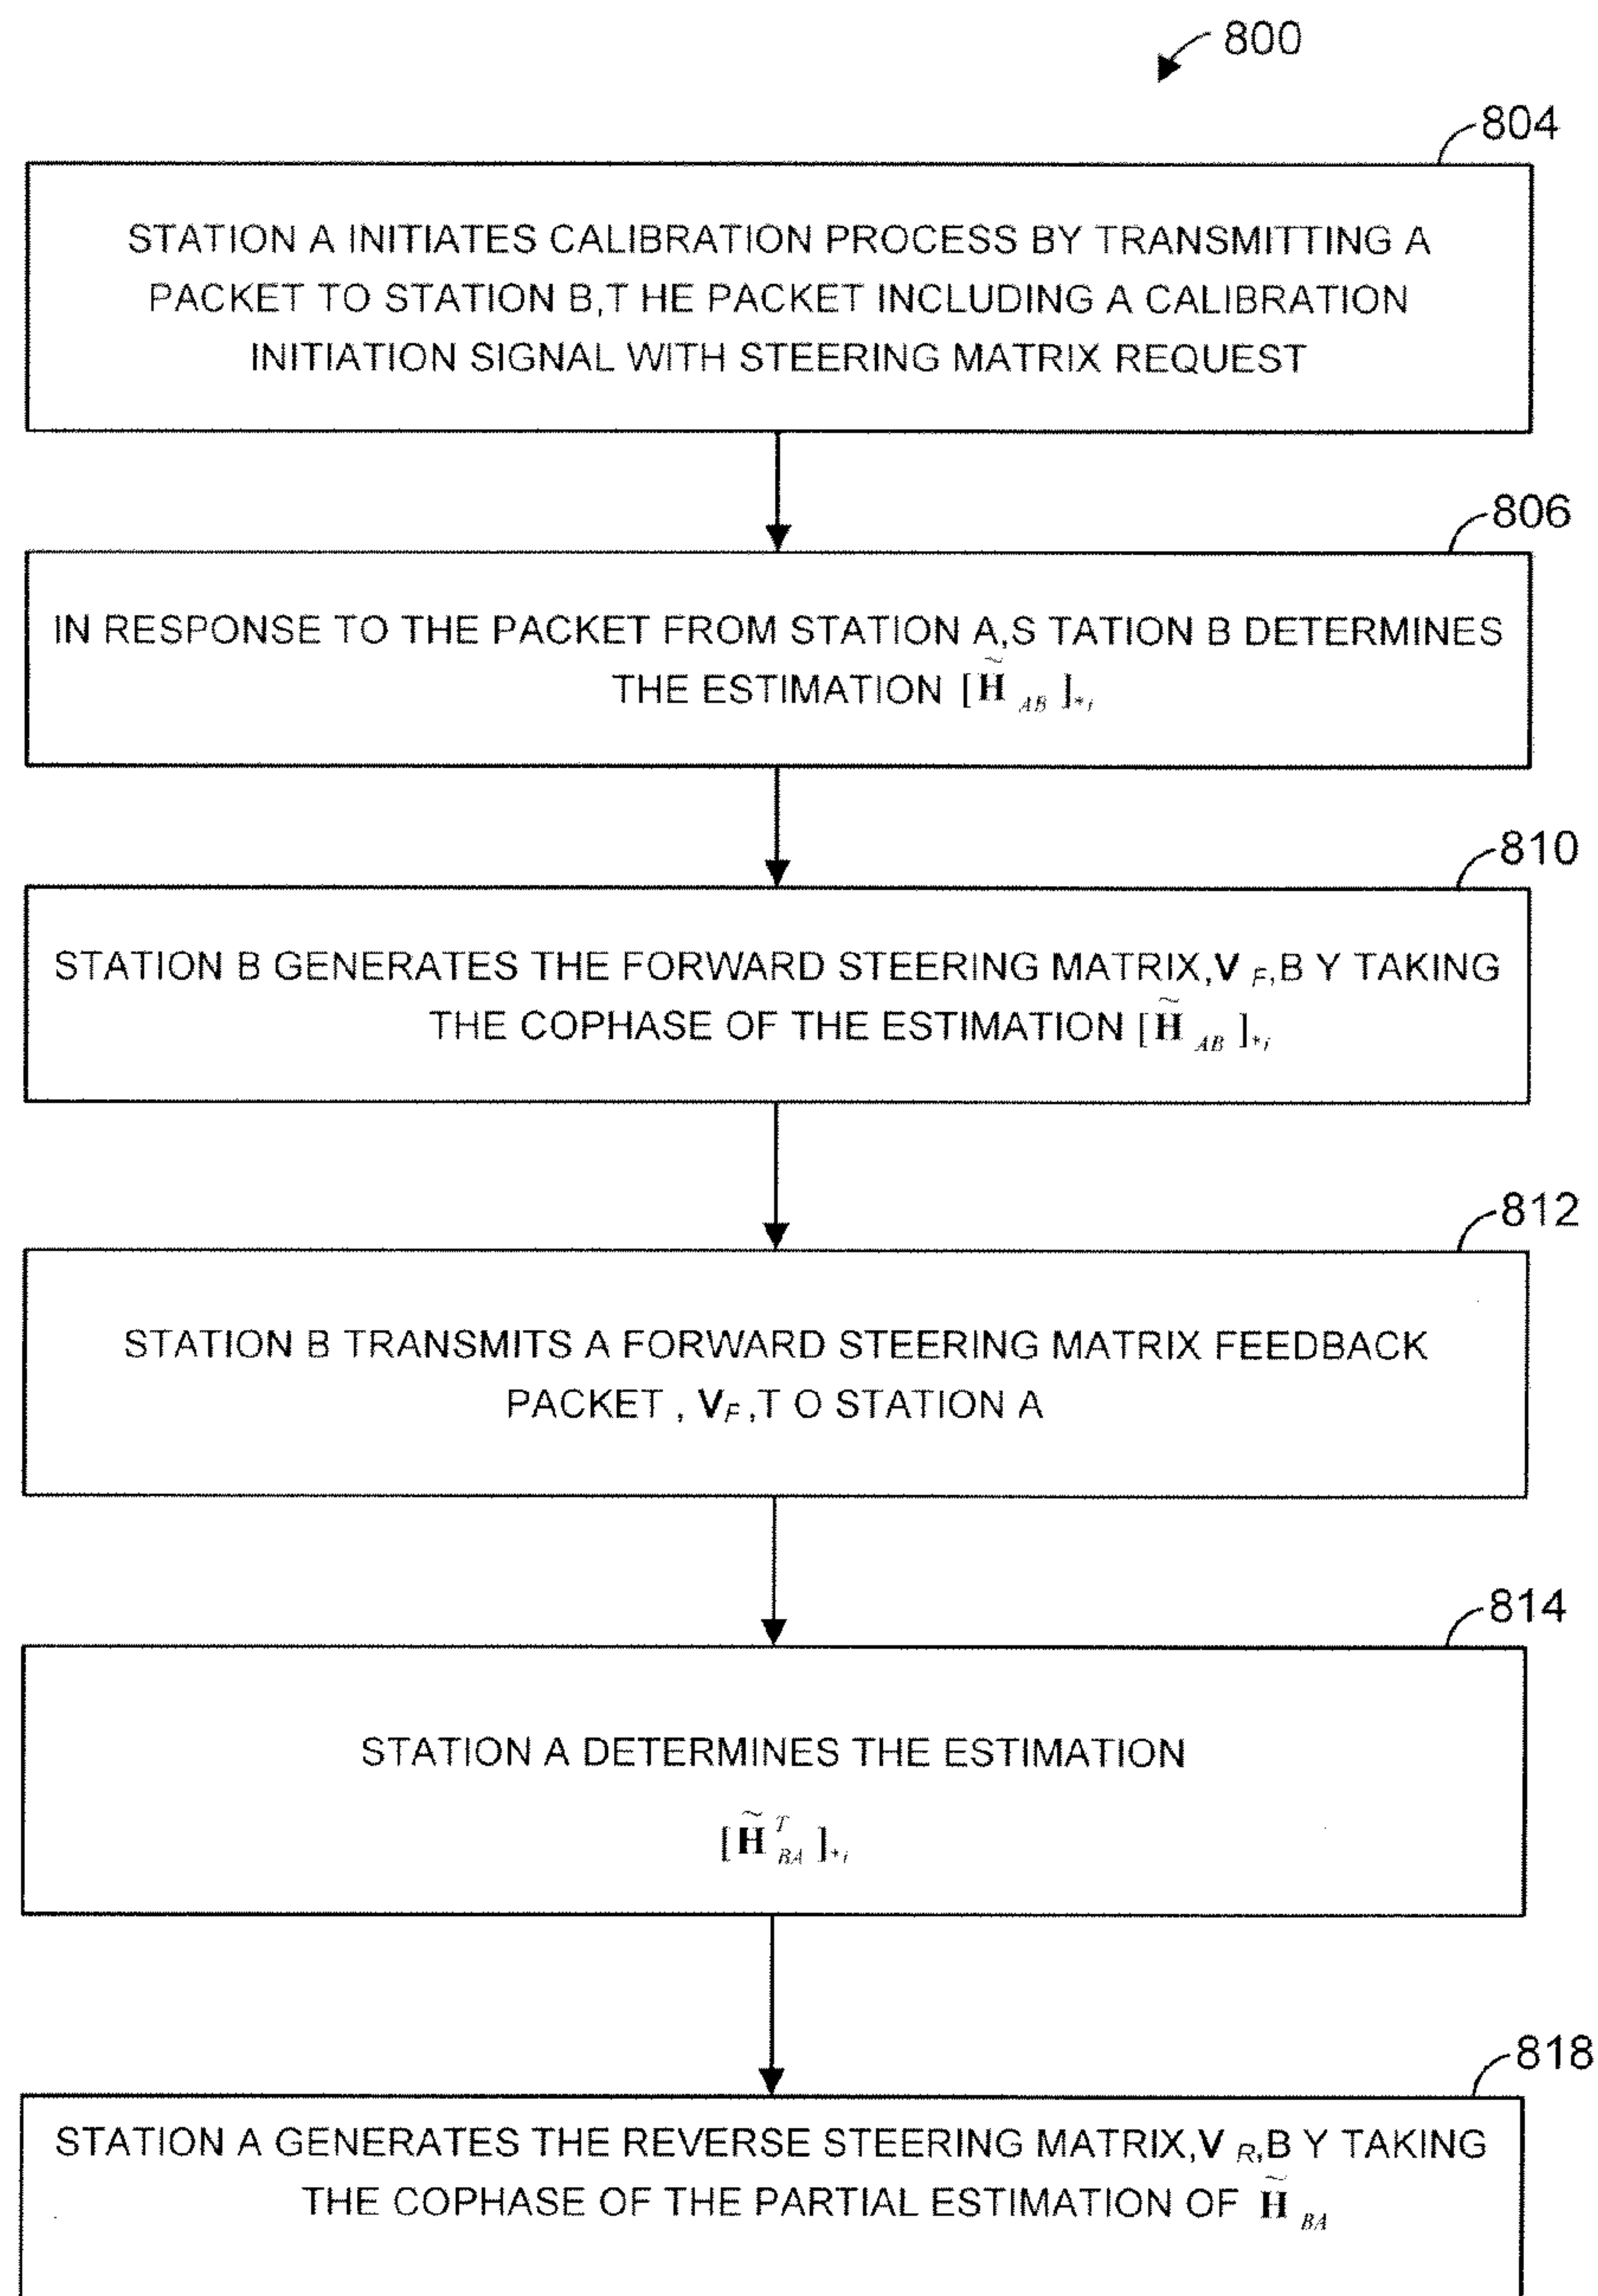 800
804
STATION A INITIATES CALIBRATION PROCESS BY TRANSMITTING A
PACKET TO STATION B,T HE PACKET INCLUDING A CALIBRATION
INITIATION SIGNAL WITH STEERING MATRIX REQUEST
806
IN RESPONSE TO THE PACKET FROM STATION A,S TATION B DETERMINES
THE ESTIMATION [ H̃ AB ]*i
810
STATION B GENERATES THE FORWARD STEERING MATRIX,V F,B Y TAKING
THE COPHASE OF THE ESTIMATION [ H̃ AB ]*i
812
STATION B TRANSMITS A FORWARD STEERING MATRIX FEEDBACK
PACKET , VF ,T O STATION A
814
STATION A DETERMINES THE ESTIMATION
[ H̃ T BA ]*i
818
STATION A GENERATES THE REVERSE STEERING MATRIX,V R,B Y TAKING
THE COPHASE OF THE PARTIAL ESTIMATION OF H̃ BA